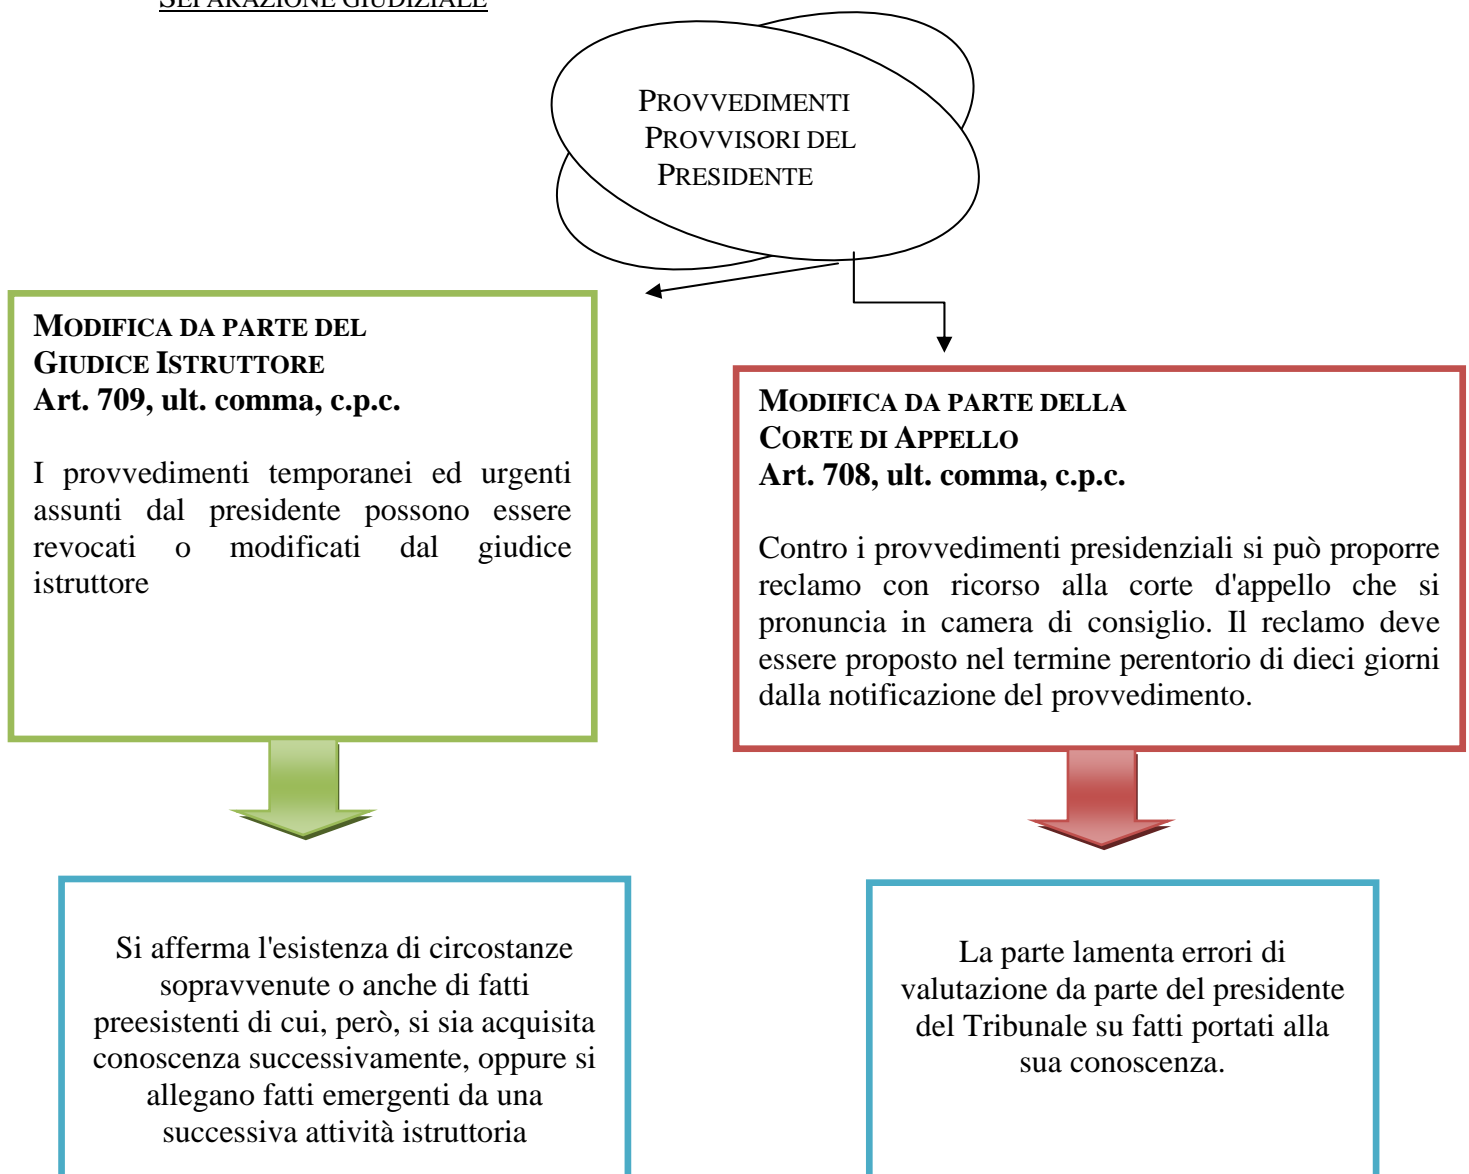 SEPARAZIONE GIUDIZIALE
PROVVEDIMENTI
PROVVISORI DEL
PRESIDENTE
MODIFICA DA PARTE DEL
GIUDICE ISTRUTTORE
Art. 709, ult. comma, c.p.c.
I provvedimenti temporanei ed urgenti
assunti dal presidente possono essere
revocati o modificati dal giudice
istruttore
MODIFICA DA PARTE DELLA
CORTE DI APPELLO
Art. 708, ult. comma, c.p.c.
Contro i provvedimenti presidenziali si può proporre
reclamo con ricorso alla corte d'appello che si
pronuncia in camera di consiglio. Il reclamo deve
essere proposto nel termine perentorio di dieci giorni
dalla notificazione del provvedimento.
Si afferma l'esistenza di circostanze
sopravvenute o anche di fatti
preesistenti di cui, però, si sia acquisita
conoscenza successivamente, oppure si
allegano fatti emergenti da una
successiva attività istruttoria
La parte lamenta errori di
valutazione da parte del presidente
del Tribunale su fatti portati alla
sua conoscenza.